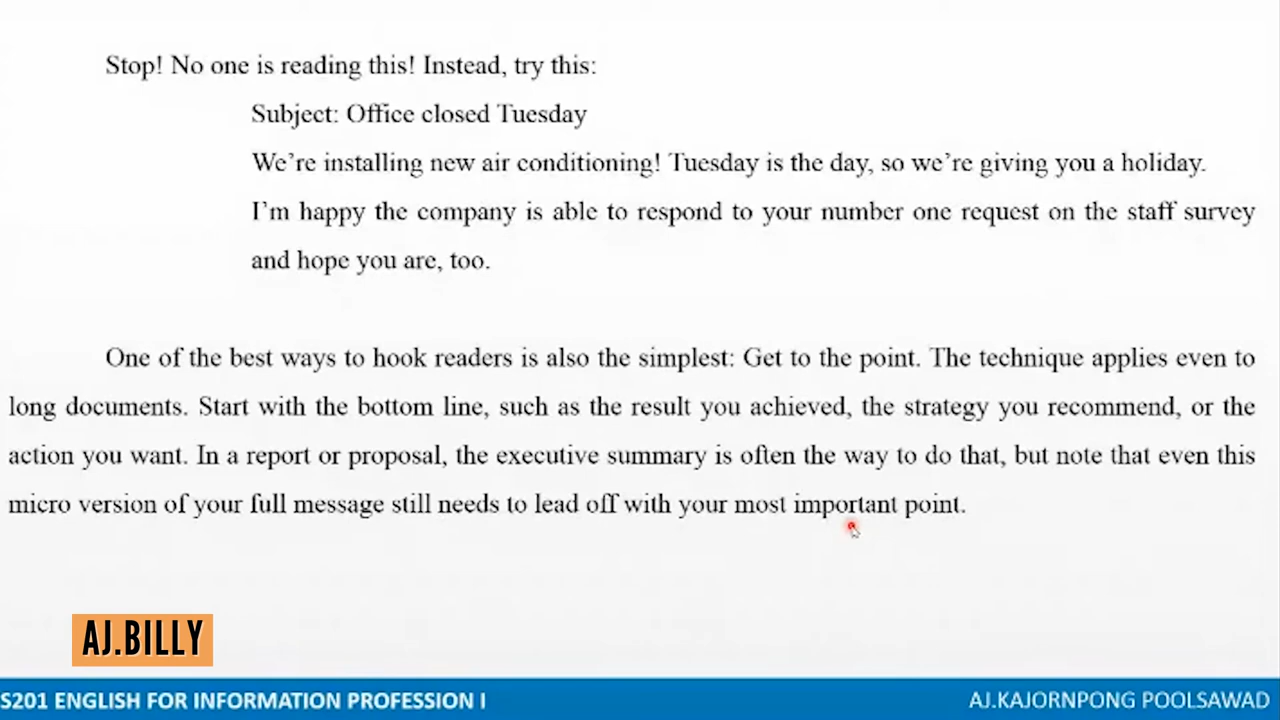 Stop! No one is reading this! Instead, try this:
Subject: Office closed Tuesday
We’re installing new air conditioning! Tuesday is the day, so we’re giving you a holiday.
I’m happy the company is able to respond to your number one request on the staff survey
and hope you are, too.
One of the best ways to hook readers is also the simplest: Get to the point. The technique applies even to
long documents. Start with the bottom line, such as the result you achieved, the strategy you recommend, or the
action you want. In a report or proposal, the executive summary is often the way to do that, but note that even this
micro version of your full message still needs to lead off with your most important point.
AJ.BILLY
S201 ENGLISH FOR INFORMATION PROFESSION I
AJ.KAJORNPONG POOLSAWAD